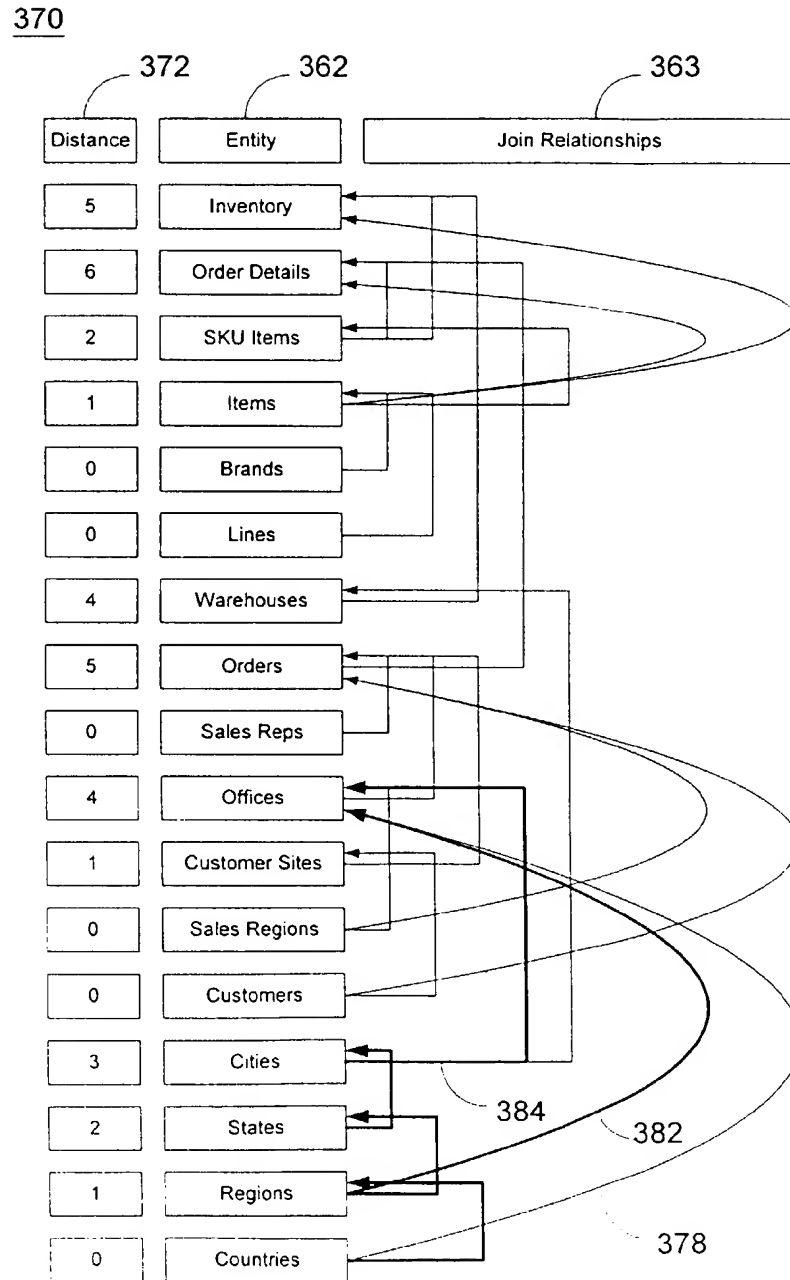 370
372 362 363
Distance Entity Join Relationships
5 Inventory
6 Order Details
2 SKU Items
1 Items
0 Brands
0 Lines
4 Warehouses
5 Orders
0 Sales Reps
4 Offices
1 Customer Sites
0 Sales Regions
0 Customers
3 Cities
384
2 States
382
1 Regions
378
0 Countries